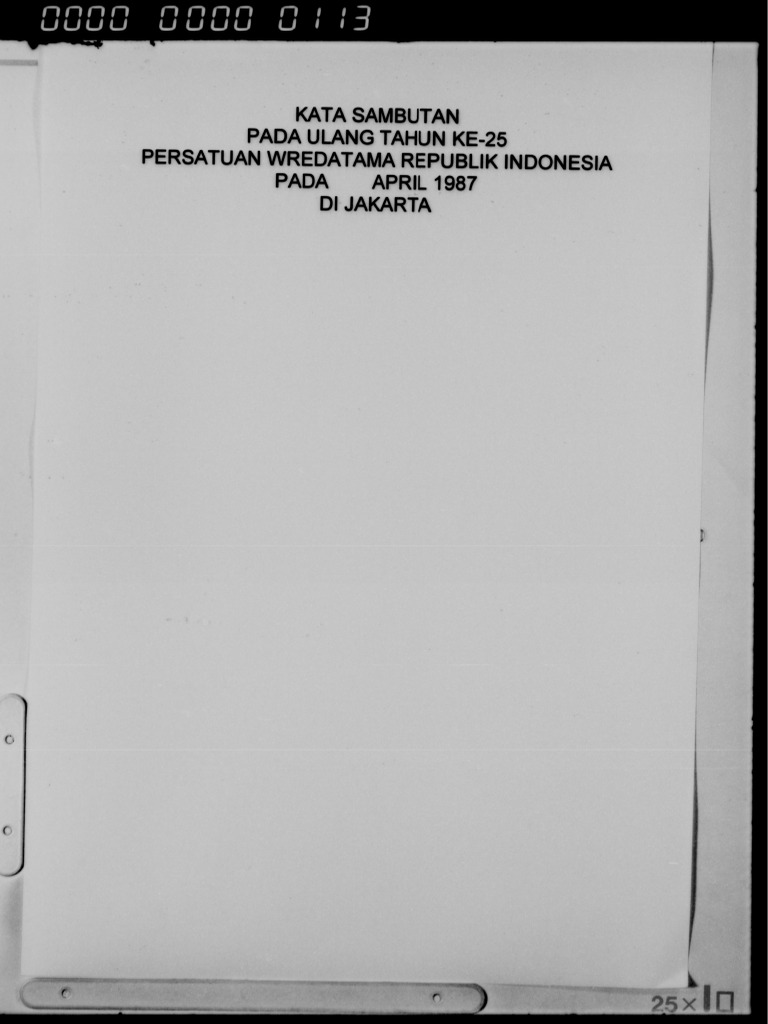 0000 0000 0113
KATA SAMBUTAN
PADA ULANG TAHUN KE-25
PERSATUAN WREDATAMA REPUBLIK INDONESIA
PADA APRIL 1987
DI JAKARTA
25×